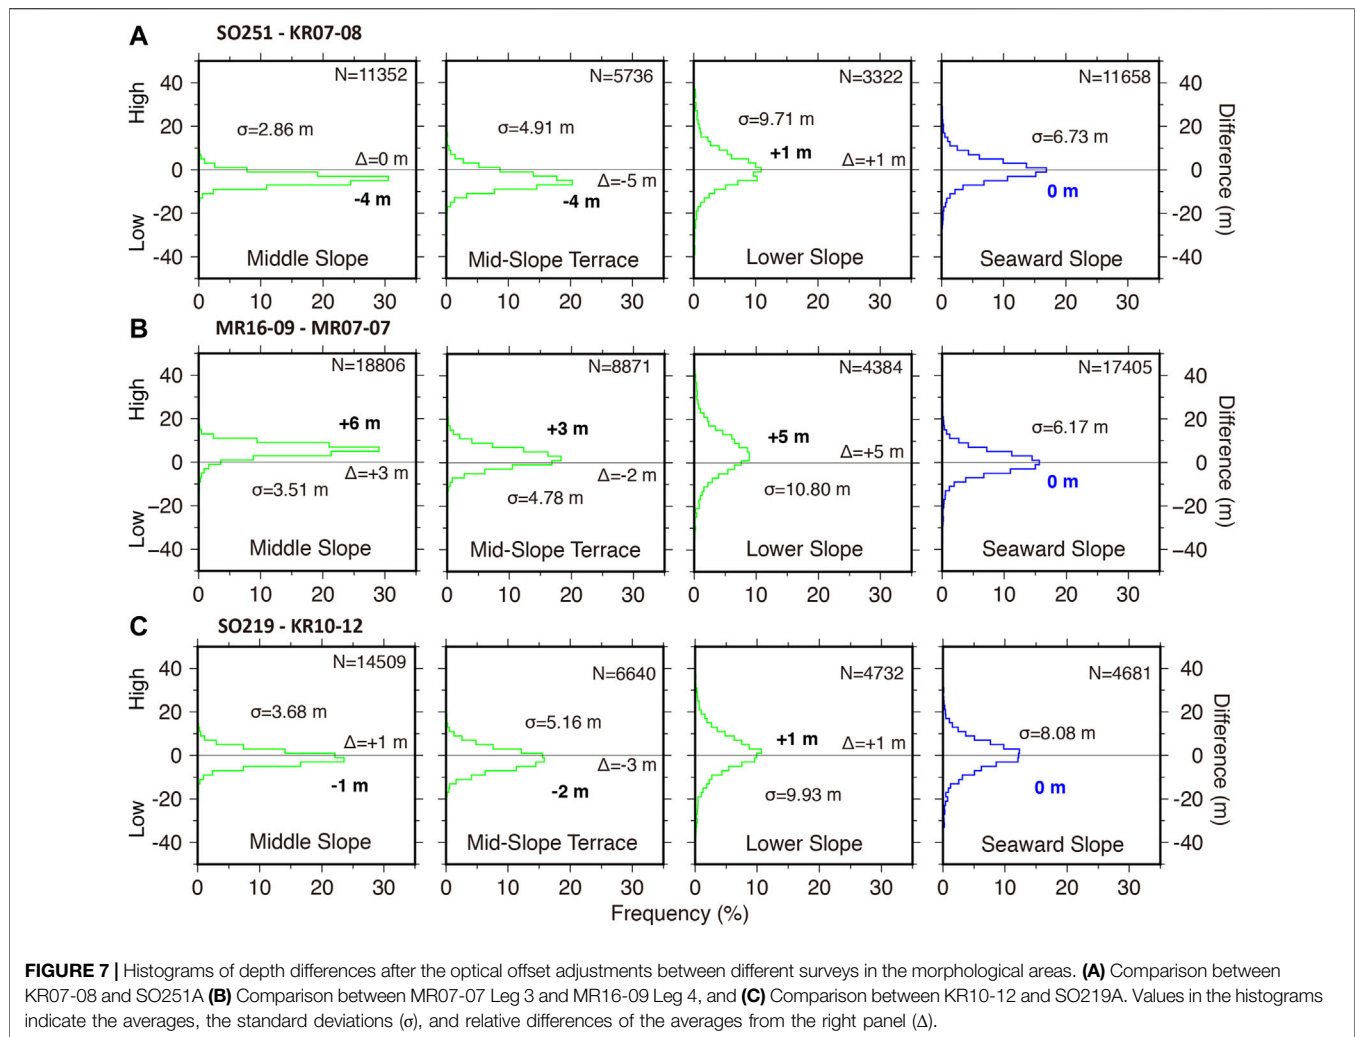 A SO251 - KR07-08
High Low
40 20 0 -20 -40
N=11352
σ=2.86 m
Δ=0 m
-4 m
Middle Slope
0 10 20 30
N=5736
σ=4.91 m
Δ=-5 m
-4 m
Mid-Slope Terrace
0 10 20 30
N=3322
σ=9.71 m
+1 m
Δ=+1 m
Lower Slope
0 10 20 30
N=11658
σ=6.73 m
0 m
Seaward Slope
0 10 20 30
40 20 0 -20 -40
Difference (m)
B MR16-09 - MR07-07
High Low
40 20 0 −20 −40
N=18806
+6 m
Δ=+3 m
σ=3.51 m
Middle Slope
0 10 20 30
N=8871
+3 m
Δ=-2 m
σ=4.78 m
Mid-Slope Terrace
0 10 20 30
N=4384
+5 m
Δ=+5 m
σ=10.80 m
Lower Slope
0 10 20 30
N=17405
σ=6.17 m
0 m
Seaward Slope
0 10 20 30
40 20 0 −20 −40
Difference (m)
C SO219 - KR10-12
High Low
40 20 0 -20 -40
N=14509
σ=3.68 m
Δ=+1 m
-1 m
Middle Slope
0 10 20 30
N=6640
σ=5.16 m
Δ=-3 m
-2 m
Mid-Slope Terrace
0 10 20 30
N=4732
+1 m
Δ=+1 m
σ=9.93 m
Lower Slope
0 10 20 30
N=4681
σ=8.08 m
0 m
Seaward Slope
0 10 20 30
40 20 0 -20 -40
Difference (m)
Frequency (%)
FIGURE 7 | Histograms of depth differences after the optical offset adjustments between different surveys in the morphological areas. (A) Comparison between
KR07-08 and SO251A (B) Comparison between MR07-07 Leg 3 and MR16-09 Leg 4, and (C) Comparison between KR10-12 and SO219A. Values in the histograms
indicate the averages, the standard deviations (σ), and relative differences of the averages from the right panel (Δ).